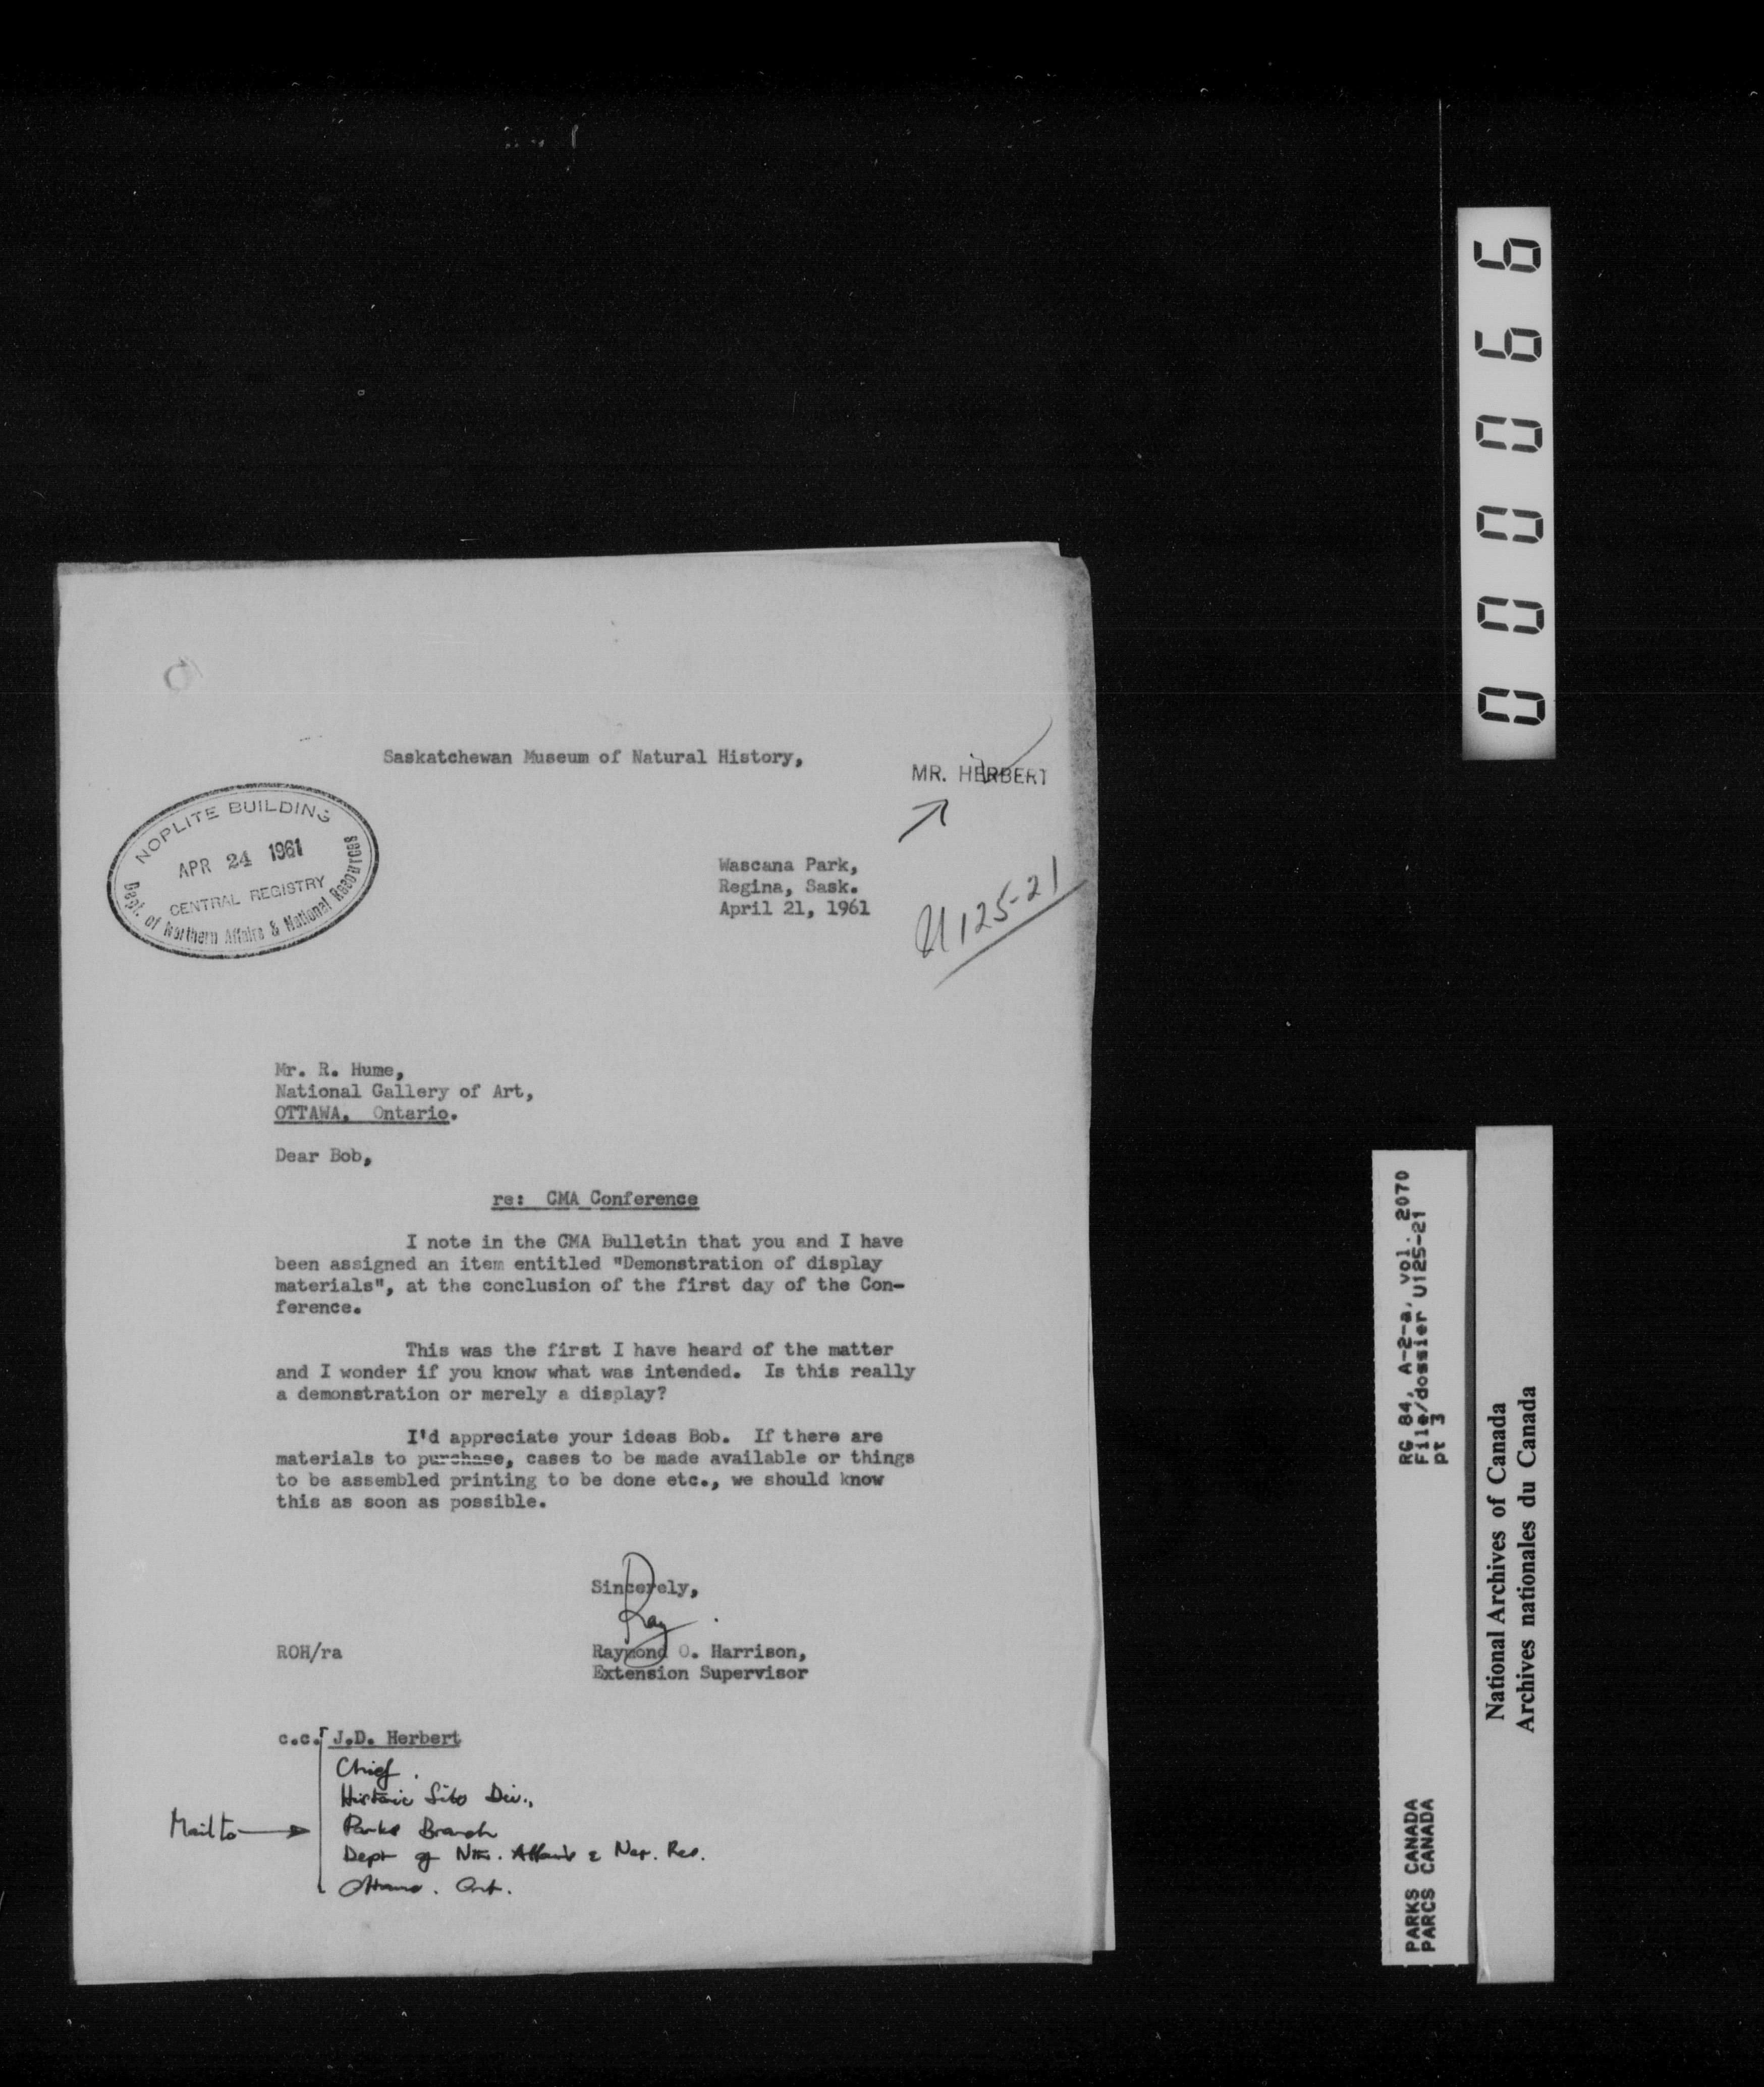 Saskatchewan Museum of Natural History,
MR. HERBERT
NOPLITE BUILDING
APR 24 1961
CENTRAL REGISTRY
Dept. of Northern Affairs & National Resources
Wascana Park,
Regina, Sask.
April 21, 1961
U125-21
Mr. R. Hume,
National Gallery of Art,
OTTAWA, Ontario.
Dear Bob,
re: CMA Conference
I note in the CMA Bulletin that you and I have
been assigned an item entitled "Demonstration of display
materials", at the conclusion of the first day of the Con-
ference.
This was the first I have heard of the matter
and I wonder if you know what was intended. Is this really
a demonstration or merely a display?
I'd appreciate your ideas Bob. If there are
materials to purchase, cases to be made available or things
to be assembled printing to be done etc., we should know
this as soon as possible.
Sincerely,
Ray
ROH/ra
Raymond O. Harrison,
Extension Supervisor
c.c. J.D. Herbert
Chief.
Historic Sites Div.,
Mail to
Parks Branch
Dept of Nth. Affairs & Nat. Res.
Ottawa. Ont.
000066
RG 84, A-2-a, vol. 2070
File/dossier U125-21
pt 3
PARKS CANADA
PARCS CANADA
National Archives of Canada
Archives nationales du Canada